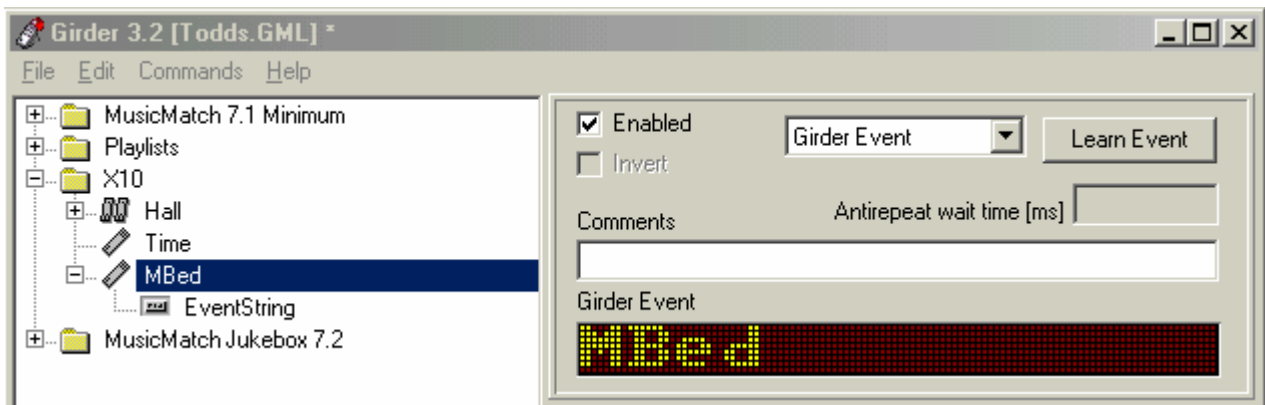 Girder 3.2 [Todds.GML] *
File Edit Commands Help
MusicMatch 7.1 Minimum
Playlists
X10
Hall
Time
MBed
EventString
MusicMatch Jukebox 7.2
Enabled
Girder Event
Learn Event
Invert
Comments
Antirepeat wait time [ms]
Girder Event
MBed